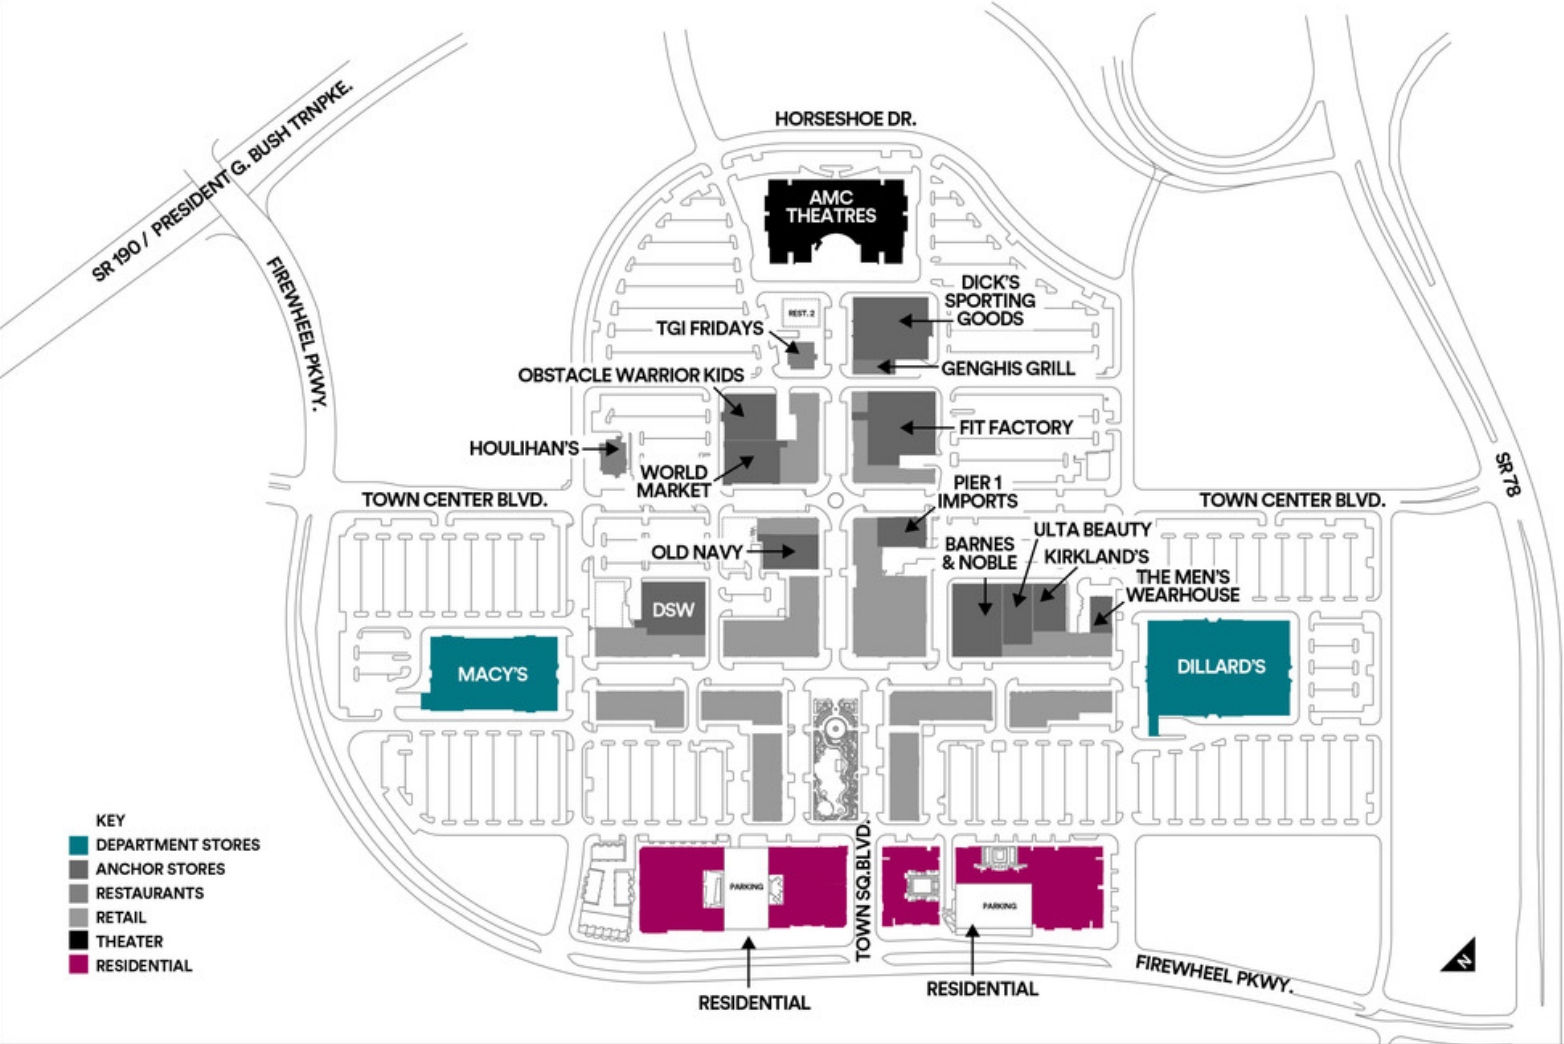 HORSESHOE DR.
SR 190 / PRESIDENT G. BUSH TRNPKE.
FIREWHEEL PKWY.
AMC
THEATRES
DICK'S
SPORTING
GOODS
REST. 2
TGI FRIDAYS
GENGHIS GRILL
OBSTACLE WARRIOR KIDS
FIT FACTORY
HOULIHAN'S
WORLD
MARKET
SR 78
PIER 1
IMPORTS
TOWN CENTER BLVD.
TOWN CENTER BLVD.
OLD NAVY
BARNES
& NOBLE
ULTA BEAUTY
KIRKLAND'S
THE MEN'S
WEARHOUSE
DSW
MACY'S
DILLARD'S
KEY
DEPARTMENT STORES
ANCHOR STORES
RESTAURANTS
RETAIL
THEATER
RESIDENTIAL
PARKING
TOWN SQ.BLVD.
PARKING
RESIDENTIAL
RESIDENTIAL
FIREWHEEL PKWY.
N